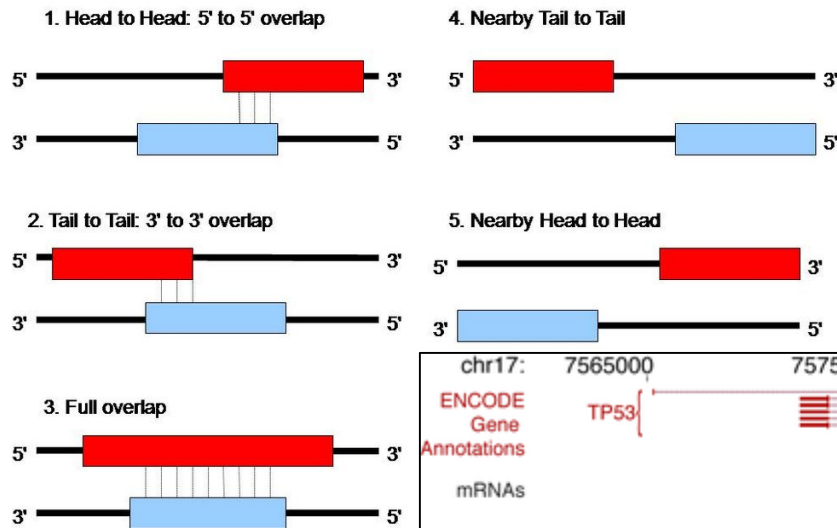 1. Head to Head: 5' to 5' overlap
5' 3'
3' 5'
2. Tail to Tail: 3' to 3' overlap
5' 3'
3' 5'
3. Full overlap
5' 3'
3' 5'
4. Nearby Tail to Tail
5' 3'
3' 5'
5. Nearby Head to Head
5' 3'
3' 5'
chr17: 7565000 7575
ENCODE
Gene TP53
Annotations
mRNAs